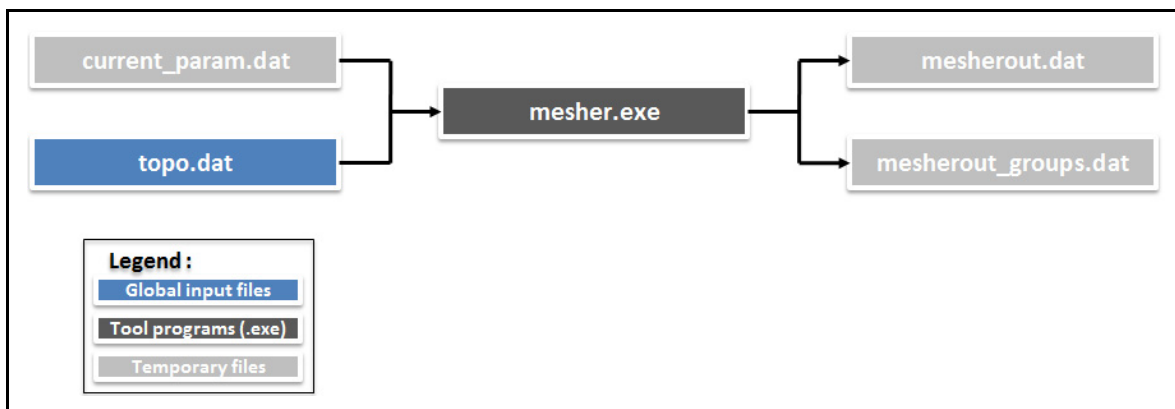 current_param.dat
topo.dat
mesher.exe
mesherout.dat
mesherout_groups.dat
Legend :
Global input files
Tool programs (.exe)
Temporary files